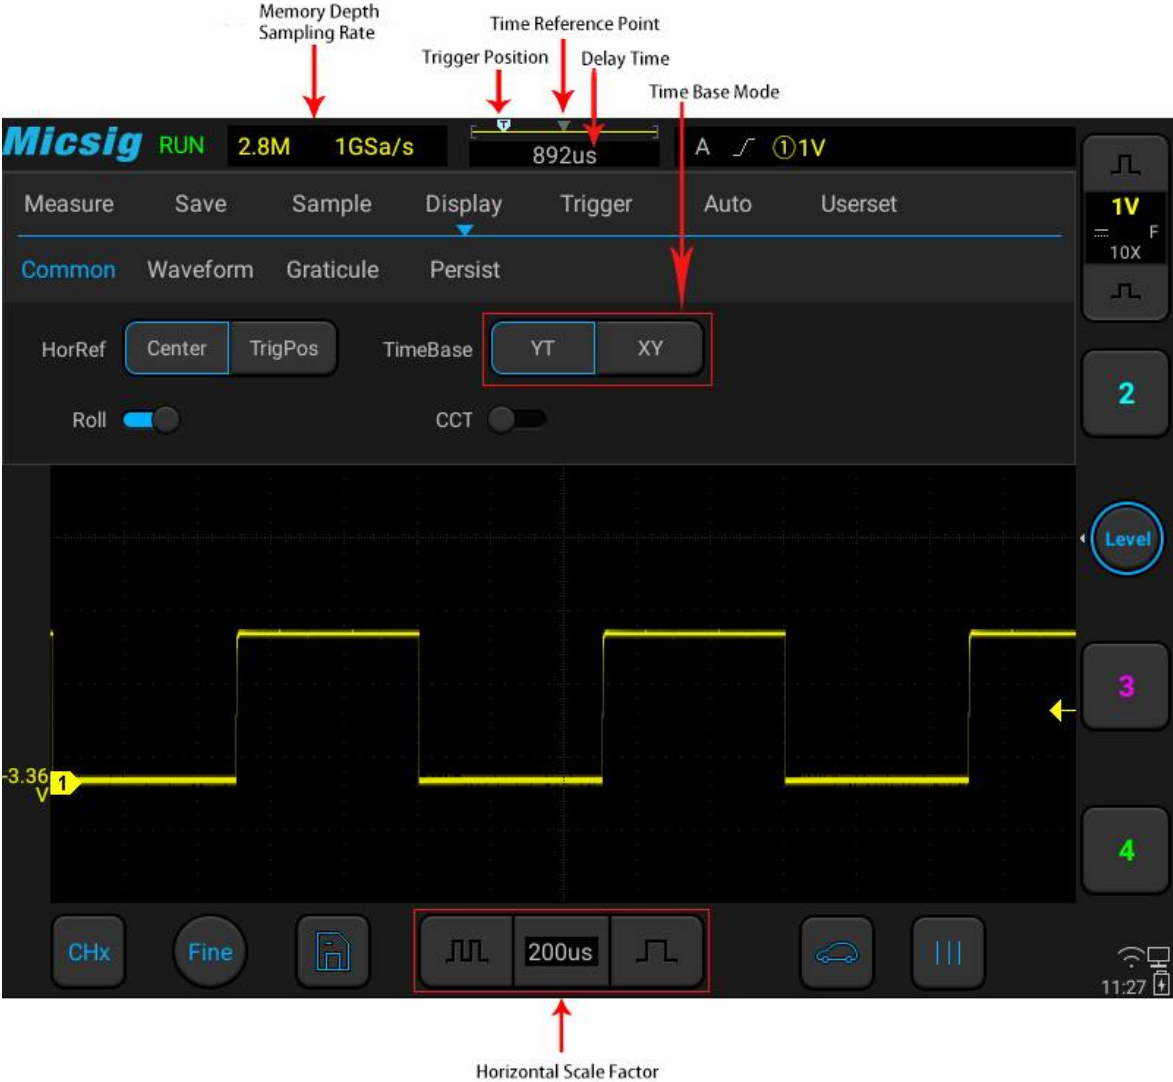 Memory Depth
Sampling Rate
Time Reference Point
Trigger Position
Delay Time
Time Base Mode
Micsig RUN 2.8M 1GSa/s T 892us A ①1V
Measure Save Sample Display Trigger Auto Userset
1V
F
10X
Common Waveform Graticule Persist
HorRef Center TrigPos TimeBase YT XY
2
Roll CCT
Level
3
-3.36
V
1
4
CHx Fine 200us
11:27
Horizontal Scale Factor